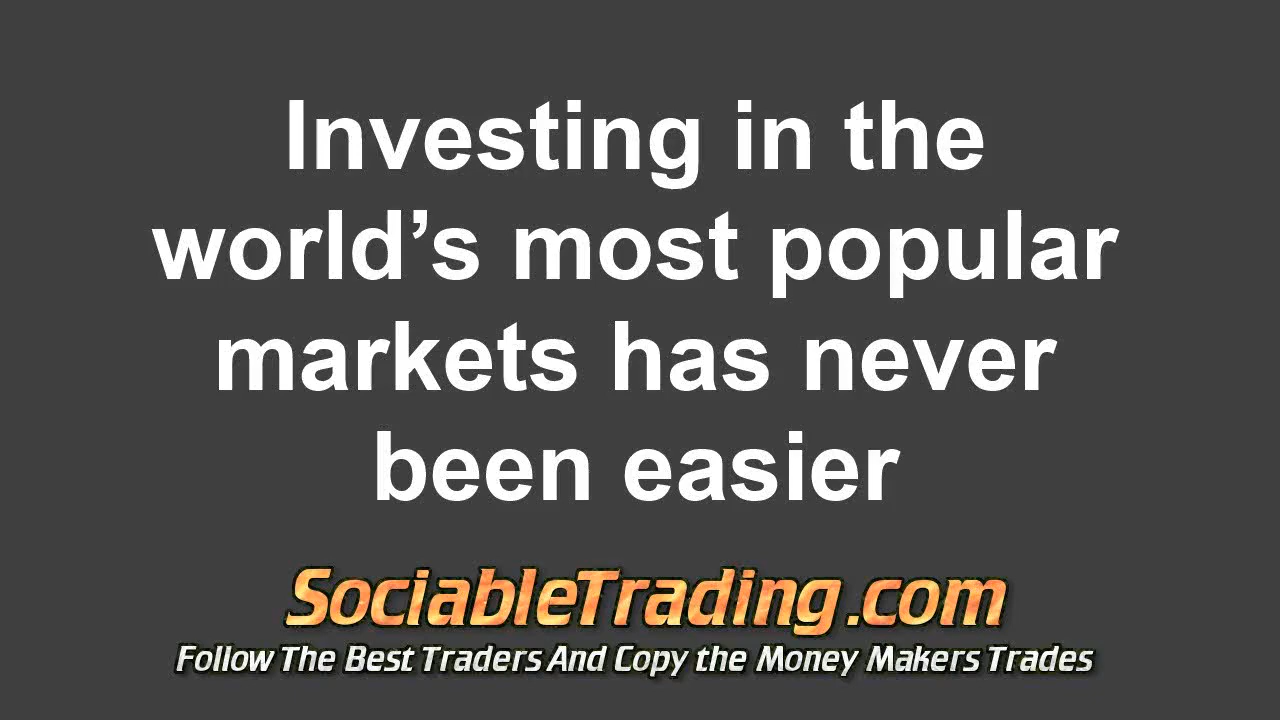 Investing in the
world’s most popular
markets has never
been easier
SociableTrading.com
Follow The Best Traders And Copy the Money Makers Trades